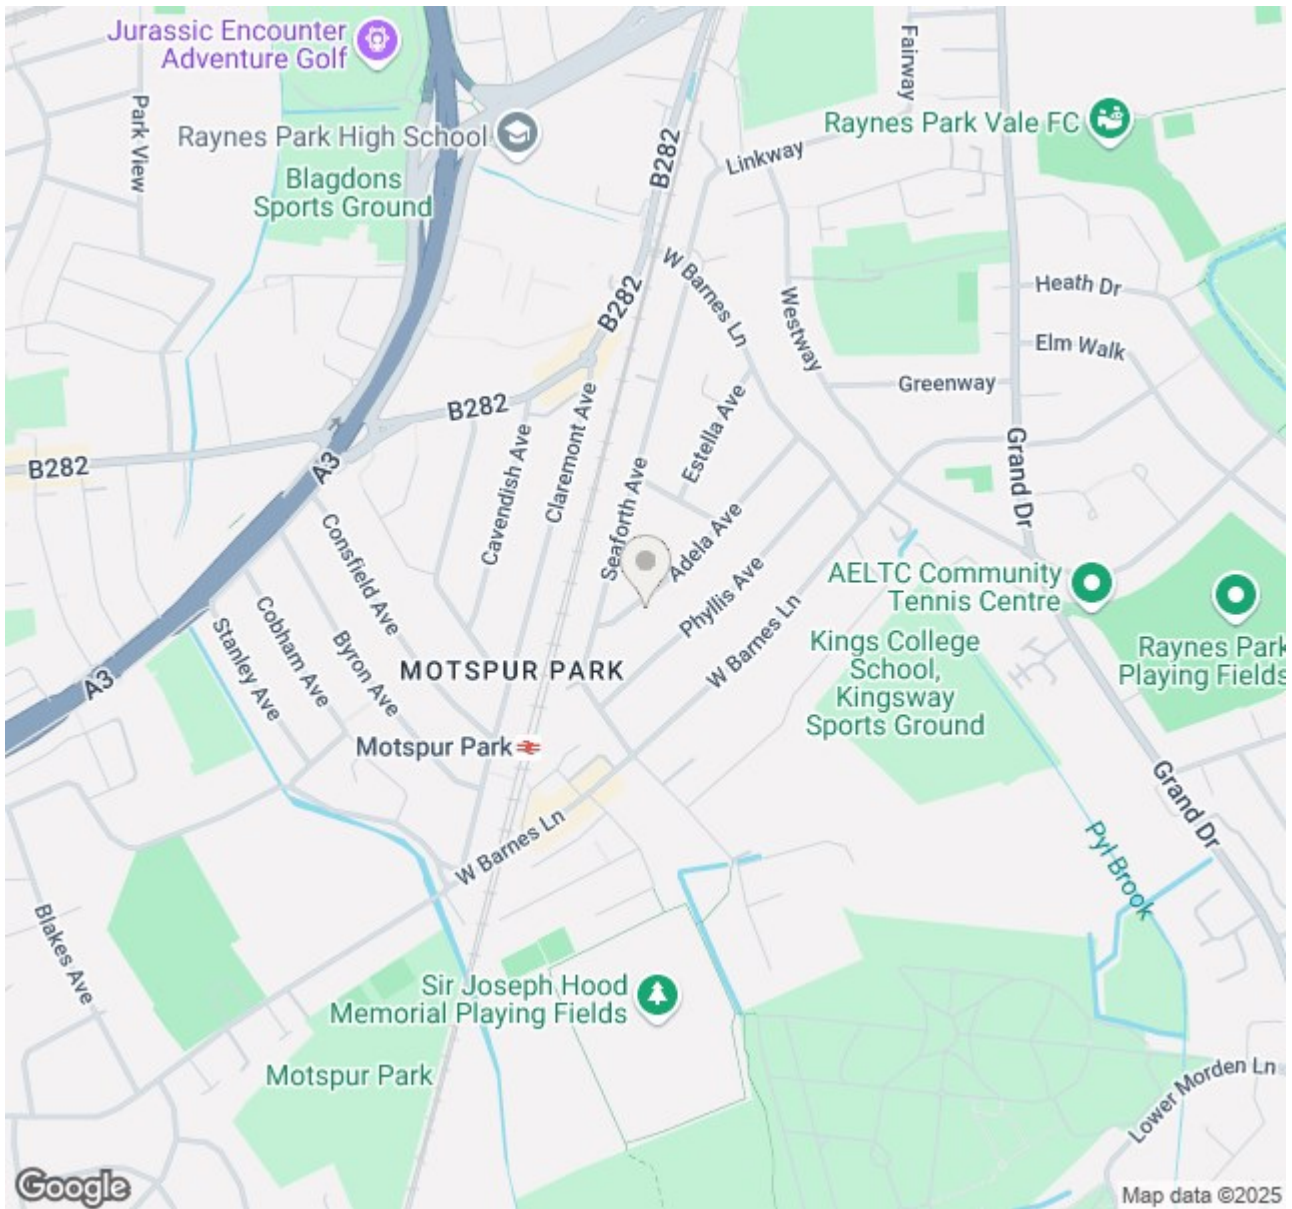 Jurassic Encounter
Adventure Golf
Park View
Raynes Park High School
Blagdons
Sports Ground
B282
Fairway
Raynes Park Vale FC
Linkway
W Barnes Ln
Westway
Heath Dr
Elm Walk
Greenway
B282
B282
B282
A3
Cavendish Ave
Claremont Ave
Seaforth Ave
Estella Ave
Adela Ave
Phyllis Ave
W Barnes Ln
Grand Dr
Consfield Ave
Byron Ave
Cobham Ave
Stanley Ave
A3
AELTC Community
Tennis Centre
Kings College
School,
Kingsway
Sports Ground
Raynes Park
Playing Fields
MOTSPUR PARK
Motspur Park
W Barnes Ln
Grand Dr
Pyl Brook
Blakes Ave
Sir Joseph Hood
Memorial Playing Fields
Motspur Park
Lower Morden Ln
Google
Map data ©2025